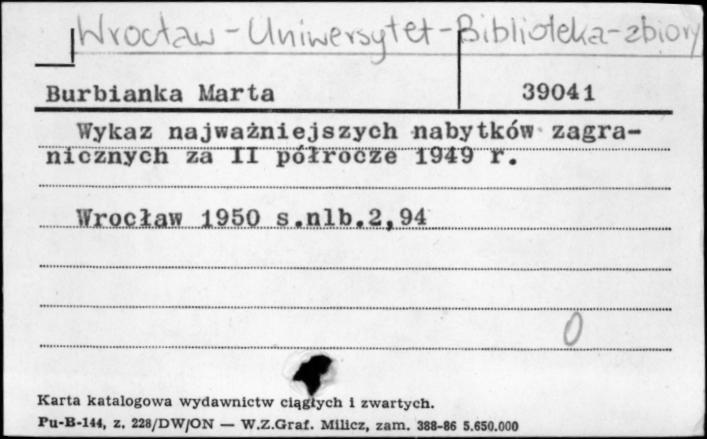 Wrocław - Uniwersytet - Biblioteka - zbiory
Burbianka Marta 39041
Wykaz najważniejszych nabytków zagra-
nicznych za II półrocze 1949 r.
Wrocław 1950 s.nlb.2,94
0
Karta katalogowa wydawnictw ciągłych i zwartych.
Pu-B-144, z. 228/DW/ON — W.Z.Graf. Milicz, zam. 388-86 5.650.000